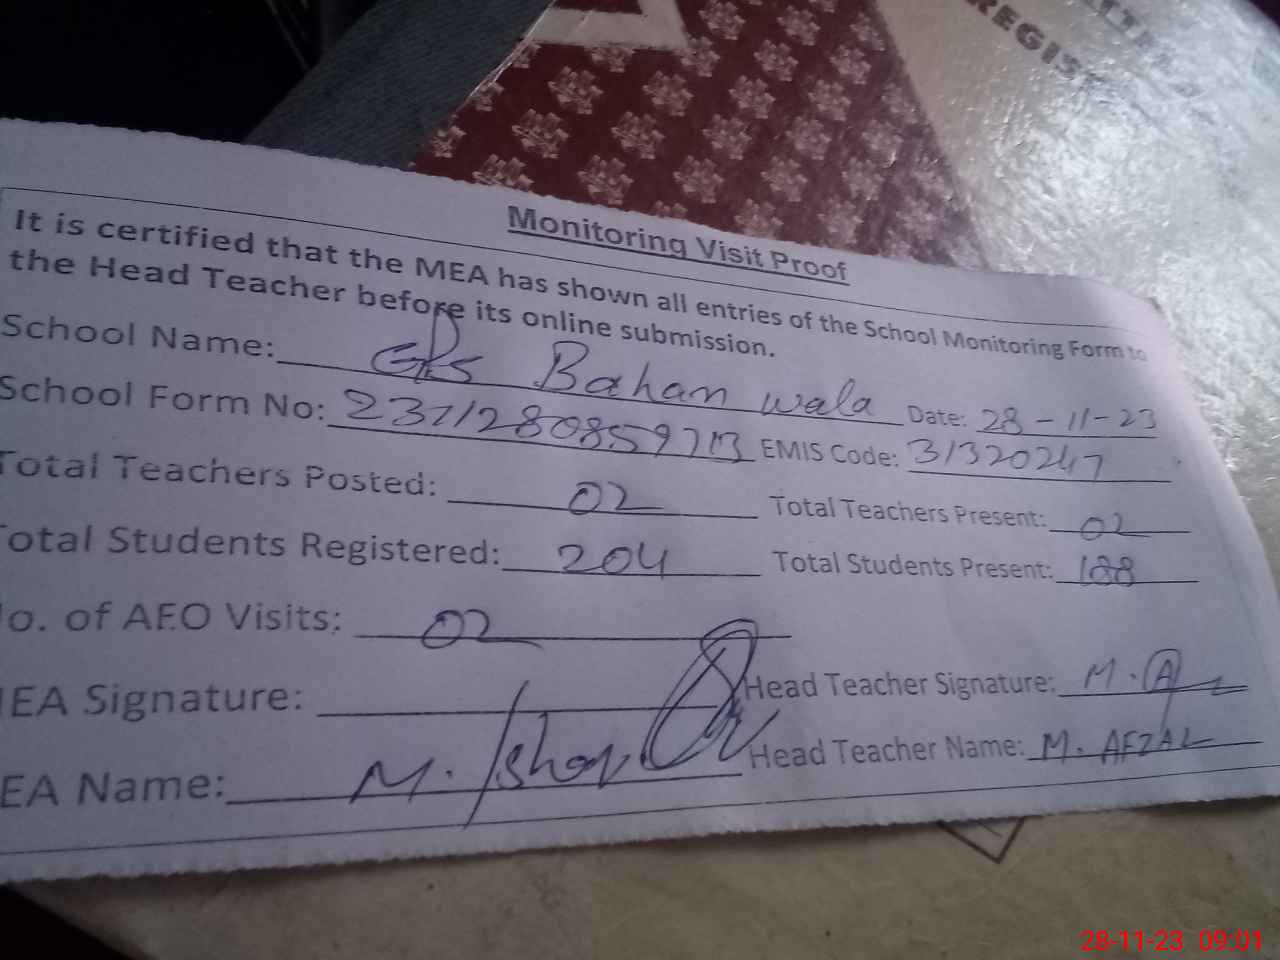 REGIS
Monitoring Visit Proof
It is certified that the MEA has shown all entries of the School Monitoring Form to
the Head Teacher before its online submission.
School Name: GPS Bahan wala Date: 28-11-23
School Form No: EMIS Code: 31320247
Total Teachers Posted: 02 Total Teachers Present: 02
Total Students Registered: 204 Total Students Present: 188
o. of AEO Visits: 02
EA Signature: Head Teacher Signature: M.A
EA Name: M. Head Teacher Name: M. AFZAL
28-11-23 09:01